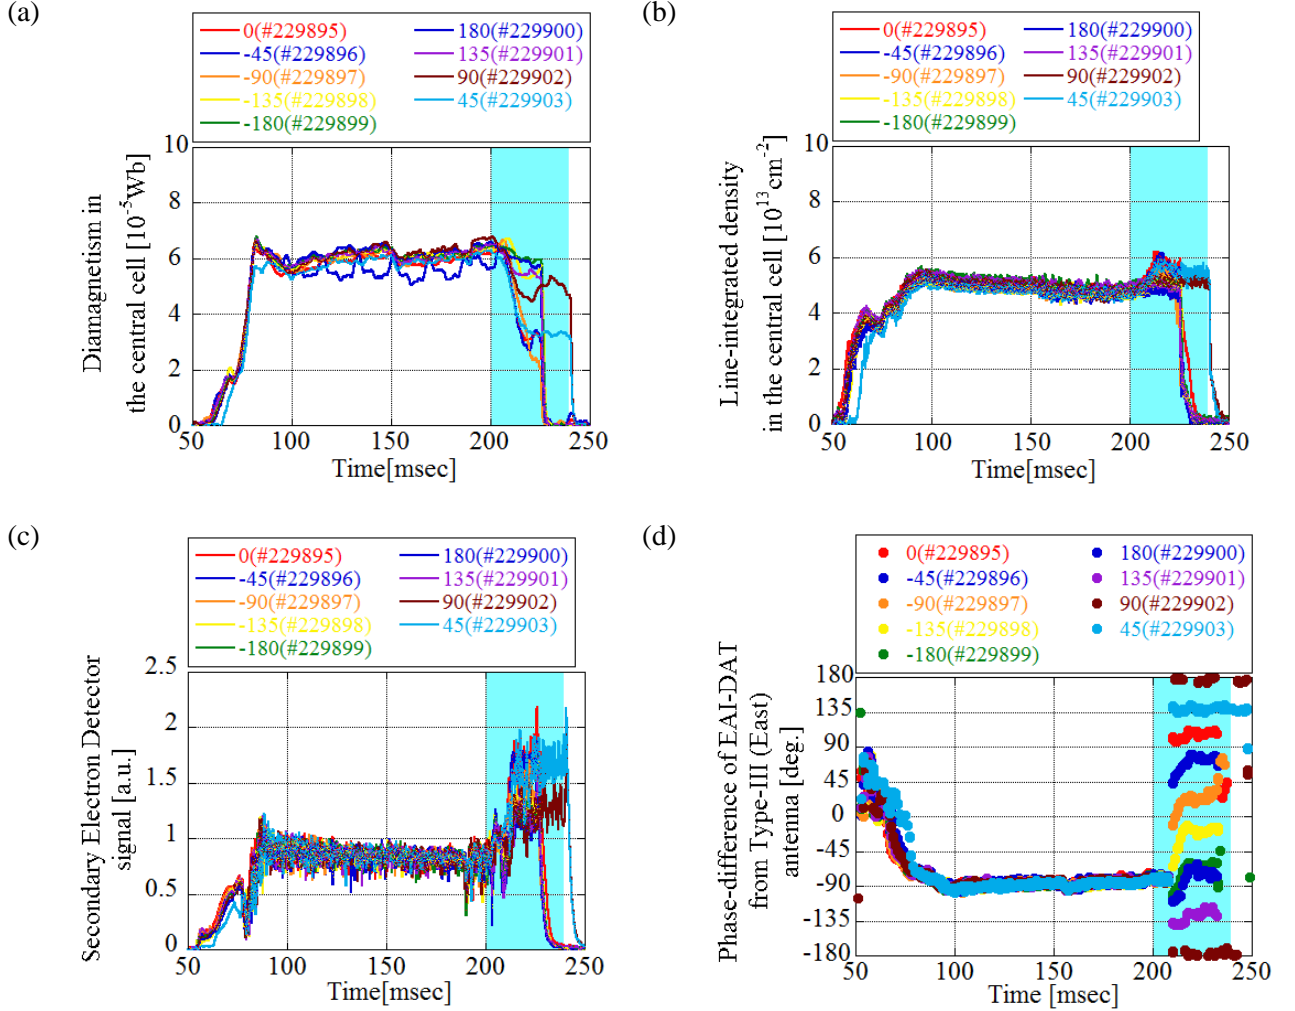 (a)
0(#229895) 180(#229900)
-45(#229896) 135(#229901)
-90(#229897) 90(#229902)
-135(#229898) 45(#229903)
-180(#229899)
Diamagnetism in
the central cell [10⁻⁵Wb]
10
8
6
4
2
0
50 100 150 200 250
Time[msec]
(b)
0(#229895) 180(#229900)
-45(#229896) 135(#229901)
-90(#229897) 90(#229902)
-135(#229898) 45(#229903)
-180(#229899)
Line-integrated density
in the central cell [10¹³cm⁻²]
10
8
6
4
2
0
50 100 150 200 250
Time[msec]
(c)
0(#229895) 180(#229900)
-45(#229896) 135(#229901)
-90(#229897) 90(#229902)
-135(#229898) 45(#229903)
-180(#229899)
Secondary Electron Detector
signal [a.u.]
2.5
2
1.5
1
0.5
0
50 100 150 200 250
Time[msec]
(d)
0(#229895) 180(#229900)
-45(#229896) 135(#229901)
-90(#229897) 90(#229902)
-135(#229898) 45(#229903)
-180(#229899)
Phase-difference of EAI-DAT
from Type-III (East)
antenna [deg.]
180
135
90
45
0
-45
-90
-135
-180
50 100 150 200 250
Time [msec]